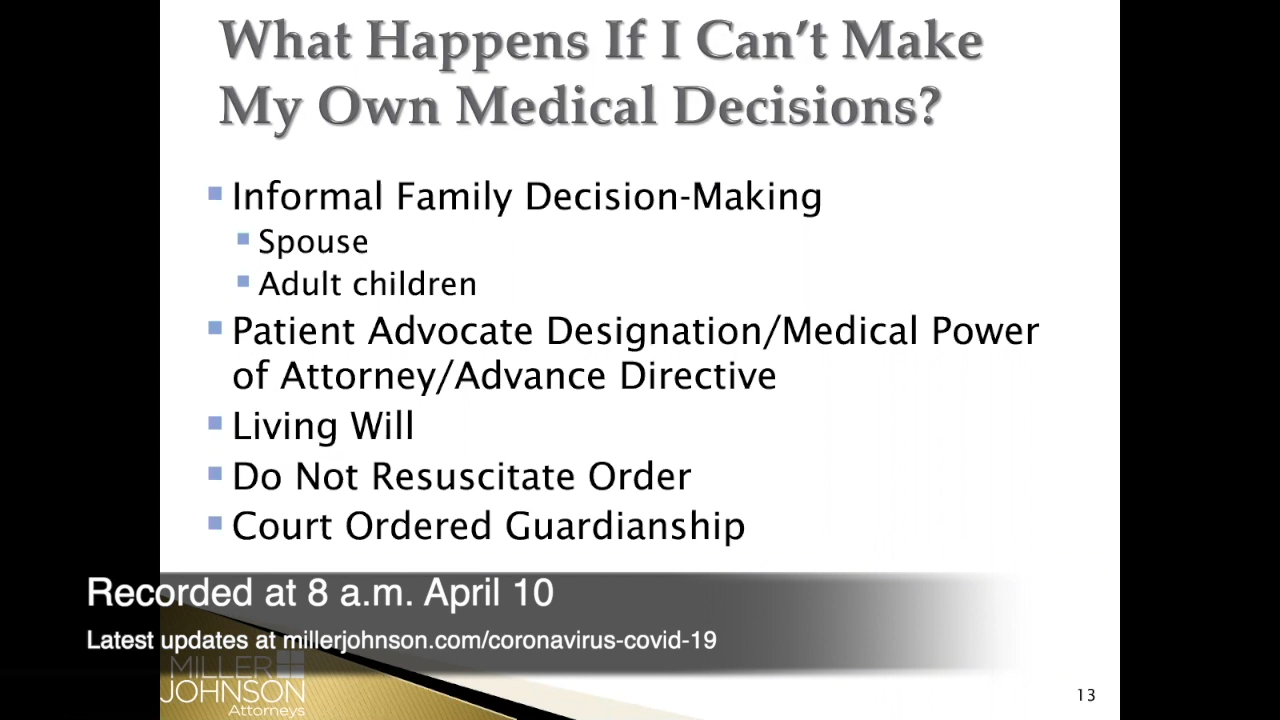 What Happens If I Can't Make
My Own Medical Decisions?
Informal Family Decision-Making
Spouse
Adult children
Patient Advocate Designation/Medical Power
of Attorney/Advance Directive
Living Will
Do Not Resuscitate Order
Court Ordered Guardianship
Recorded at 8 a.m. April 10
Latest updates at millerjohnson.com/coronavirus-covid-19
MILLER
JOHNSON
Attorneys
13